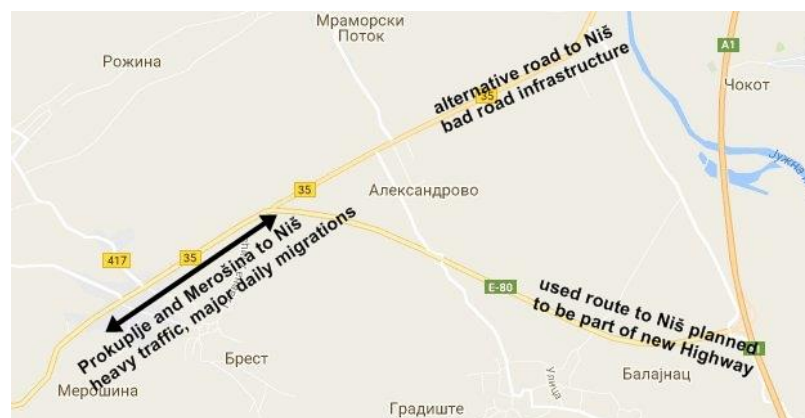 Мраморски
Поток
Рожина
alternative road to Niš
bad road infrastructure
A1
Чокот
35
35
Александрово
417
35
Prokuplje and Merošina to Niš
heavy traffic, major daily migrations
E-80
used route to Niš planned
to be part of new Highway
Брест
Мерошина
Улица
Балајнац
Градиште